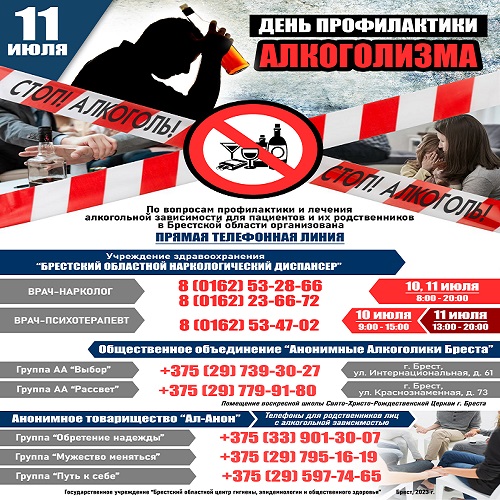 11
ИЮЛЯ
ДЕНЬ ПРОФИЛАКТИКИ
АЛКОГОЛИЗМА
СТОП! АЛКОГОЛЬ!
СТОП! АЛКОГОЛЬ!
По вопросам профилактики и лечения
алкогольной зависимости для пациентов и их родственников
в Брестской области организована
ПРЯМАЯ ТЕЛЕФОННАЯ ЛИНИЯ
Учреждение здравоохранения
"БРЕСТСКИЙ ОБЛАСТНОЙ НАРКОЛОГИЧЕСКИЙ ДИСПАНСЕР"
ВРАЧ-НАРКОЛОГ
8 (0162) 53-28-66
8 (0162) 23-66-72
10, 11 июля
8:00 - 20:00
ВРАЧ-ПСИХОТЕРАПЕВТ
8 (0162) 53-47-02
10 июля
9:00 - 15:00
11 июля
13:00 - 20:00
Общественное объединение "Анонимные Алкоголики Бреста"
Группа АА "Выбор"
+375 (29) 739-30-27
г. Брест,
ул. Интернациональная, д. 61
Группа АА "Рассвет"
+375 (29) 779-91-80
г. Брест,
ул. Краснознаменная, д. 73
Помещение воскресной школы Свято-Христо-Рождественской Церкви г. Бреста
Анонимное товарищество "Ал-Анон"
Телефоны для родственников лиц
с алкогольной зависимостью
Группа "Обретение надежды"
+375 (33) 901-30-07
Группа "Мужество меняться"
+375 (29) 795-16-19
Группа "Путь к себе"
+375 (29) 597-74-65
Государственное учреждение "Брестский областной центр гигиены, эпидемиологии и общественного здоровья"
Брест, 2023 г.